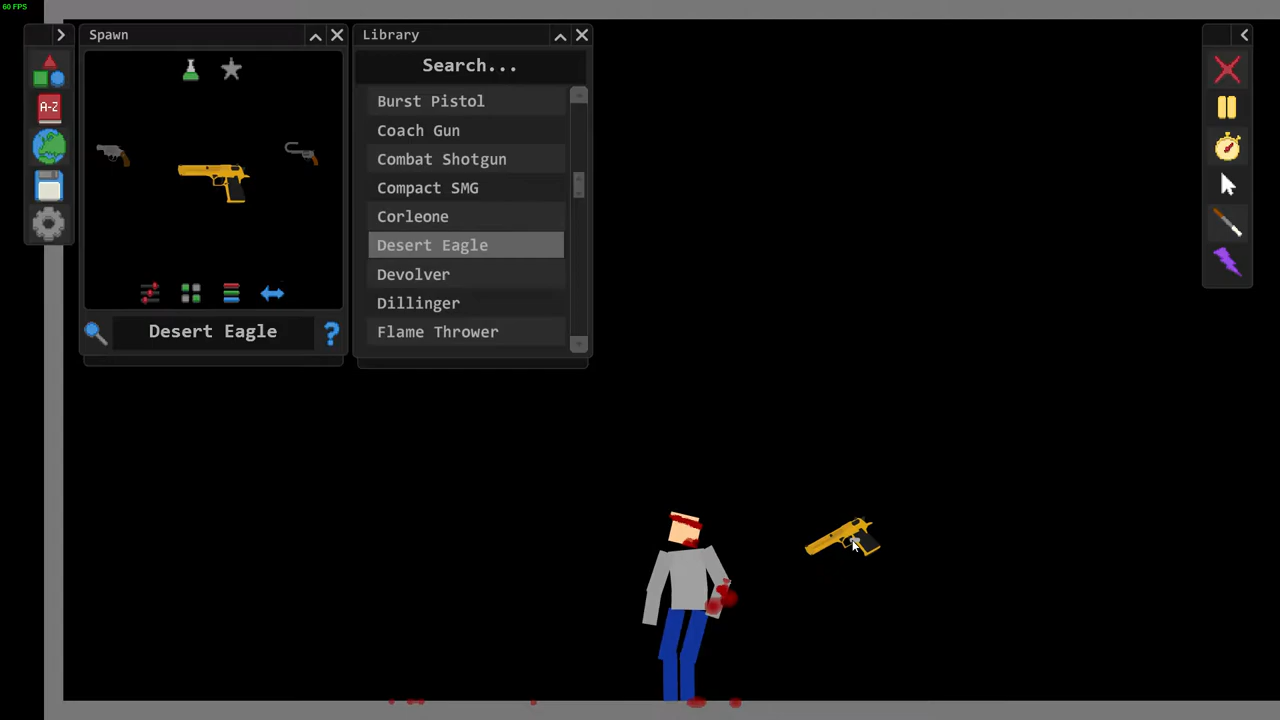 60 FPS
Spawn
Library
Search...
A-Z
Burst Pistol
Coach Gun
Combat Shotgun
Compact SMG
Corleone
Desert Eagle
Devolver
Dillinger
Flame Thrower
Desert Eagle
?